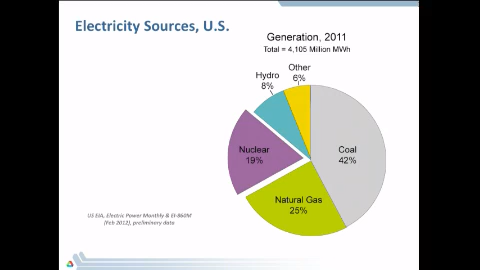 Electricity Sources, U.S.
Generation, 2011
Total = 4,105 Million MWh
Other
6%
Hydro
8%
Nuclear
19%
Coal
42%
Natural Gas
25%
US EIA, Electric Power Monthly & EI-860M
(Feb 2012), preliminary data